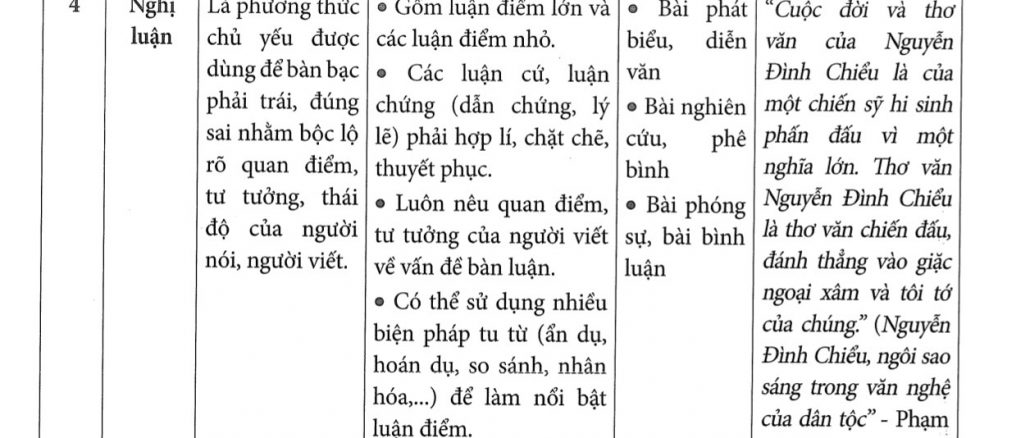 4
Nghị
luận
Là phương thức
chủ yếu được
dùng để bàn bạc
phải trái, đúng
sai nhằm bộc lộ
rõ quan điểm,
tư tưởng, thái
độ của người
nói, người viết.
• Gồm luận điểm lớn và
các luận điểm nhỏ.
• Các luận cứ, luận
chứng (dẫn chứng, lý
lẽ) phải hợp lí, chặt chẽ,
thuyết phục.
• Luôn nêu quan điểm,
tư tưởng của người viết
về vấn đề bàn luận.
• Có thể sử dụng nhiều
biện pháp tu từ (ẩn dụ,
hoán dụ, so sánh, nhân
hóa,...) để làm nổi bật
luận điểm.
• Bài phát
biểu, diễn
văn
• Bài nghiên
cứu, phê
bình
• Bài phóng
sự, bài bình
luận
"Cuộc đời và thơ
văn của Nguyễn
Đình Chiểu là của
một chiến sỹ hi sinh
phấn đấu vì một
nghĩa lớn. Thơ văn
Nguyễn Đình Chiểu
là thơ văn chiến đấu,
đánh thẳng vào giặc
ngoại xâm và tôi tớ
của chúng." (Nguyễn
Đình Chiểu, ngôi sao
sáng trong văn nghệ
của dân tộc" - Phạm